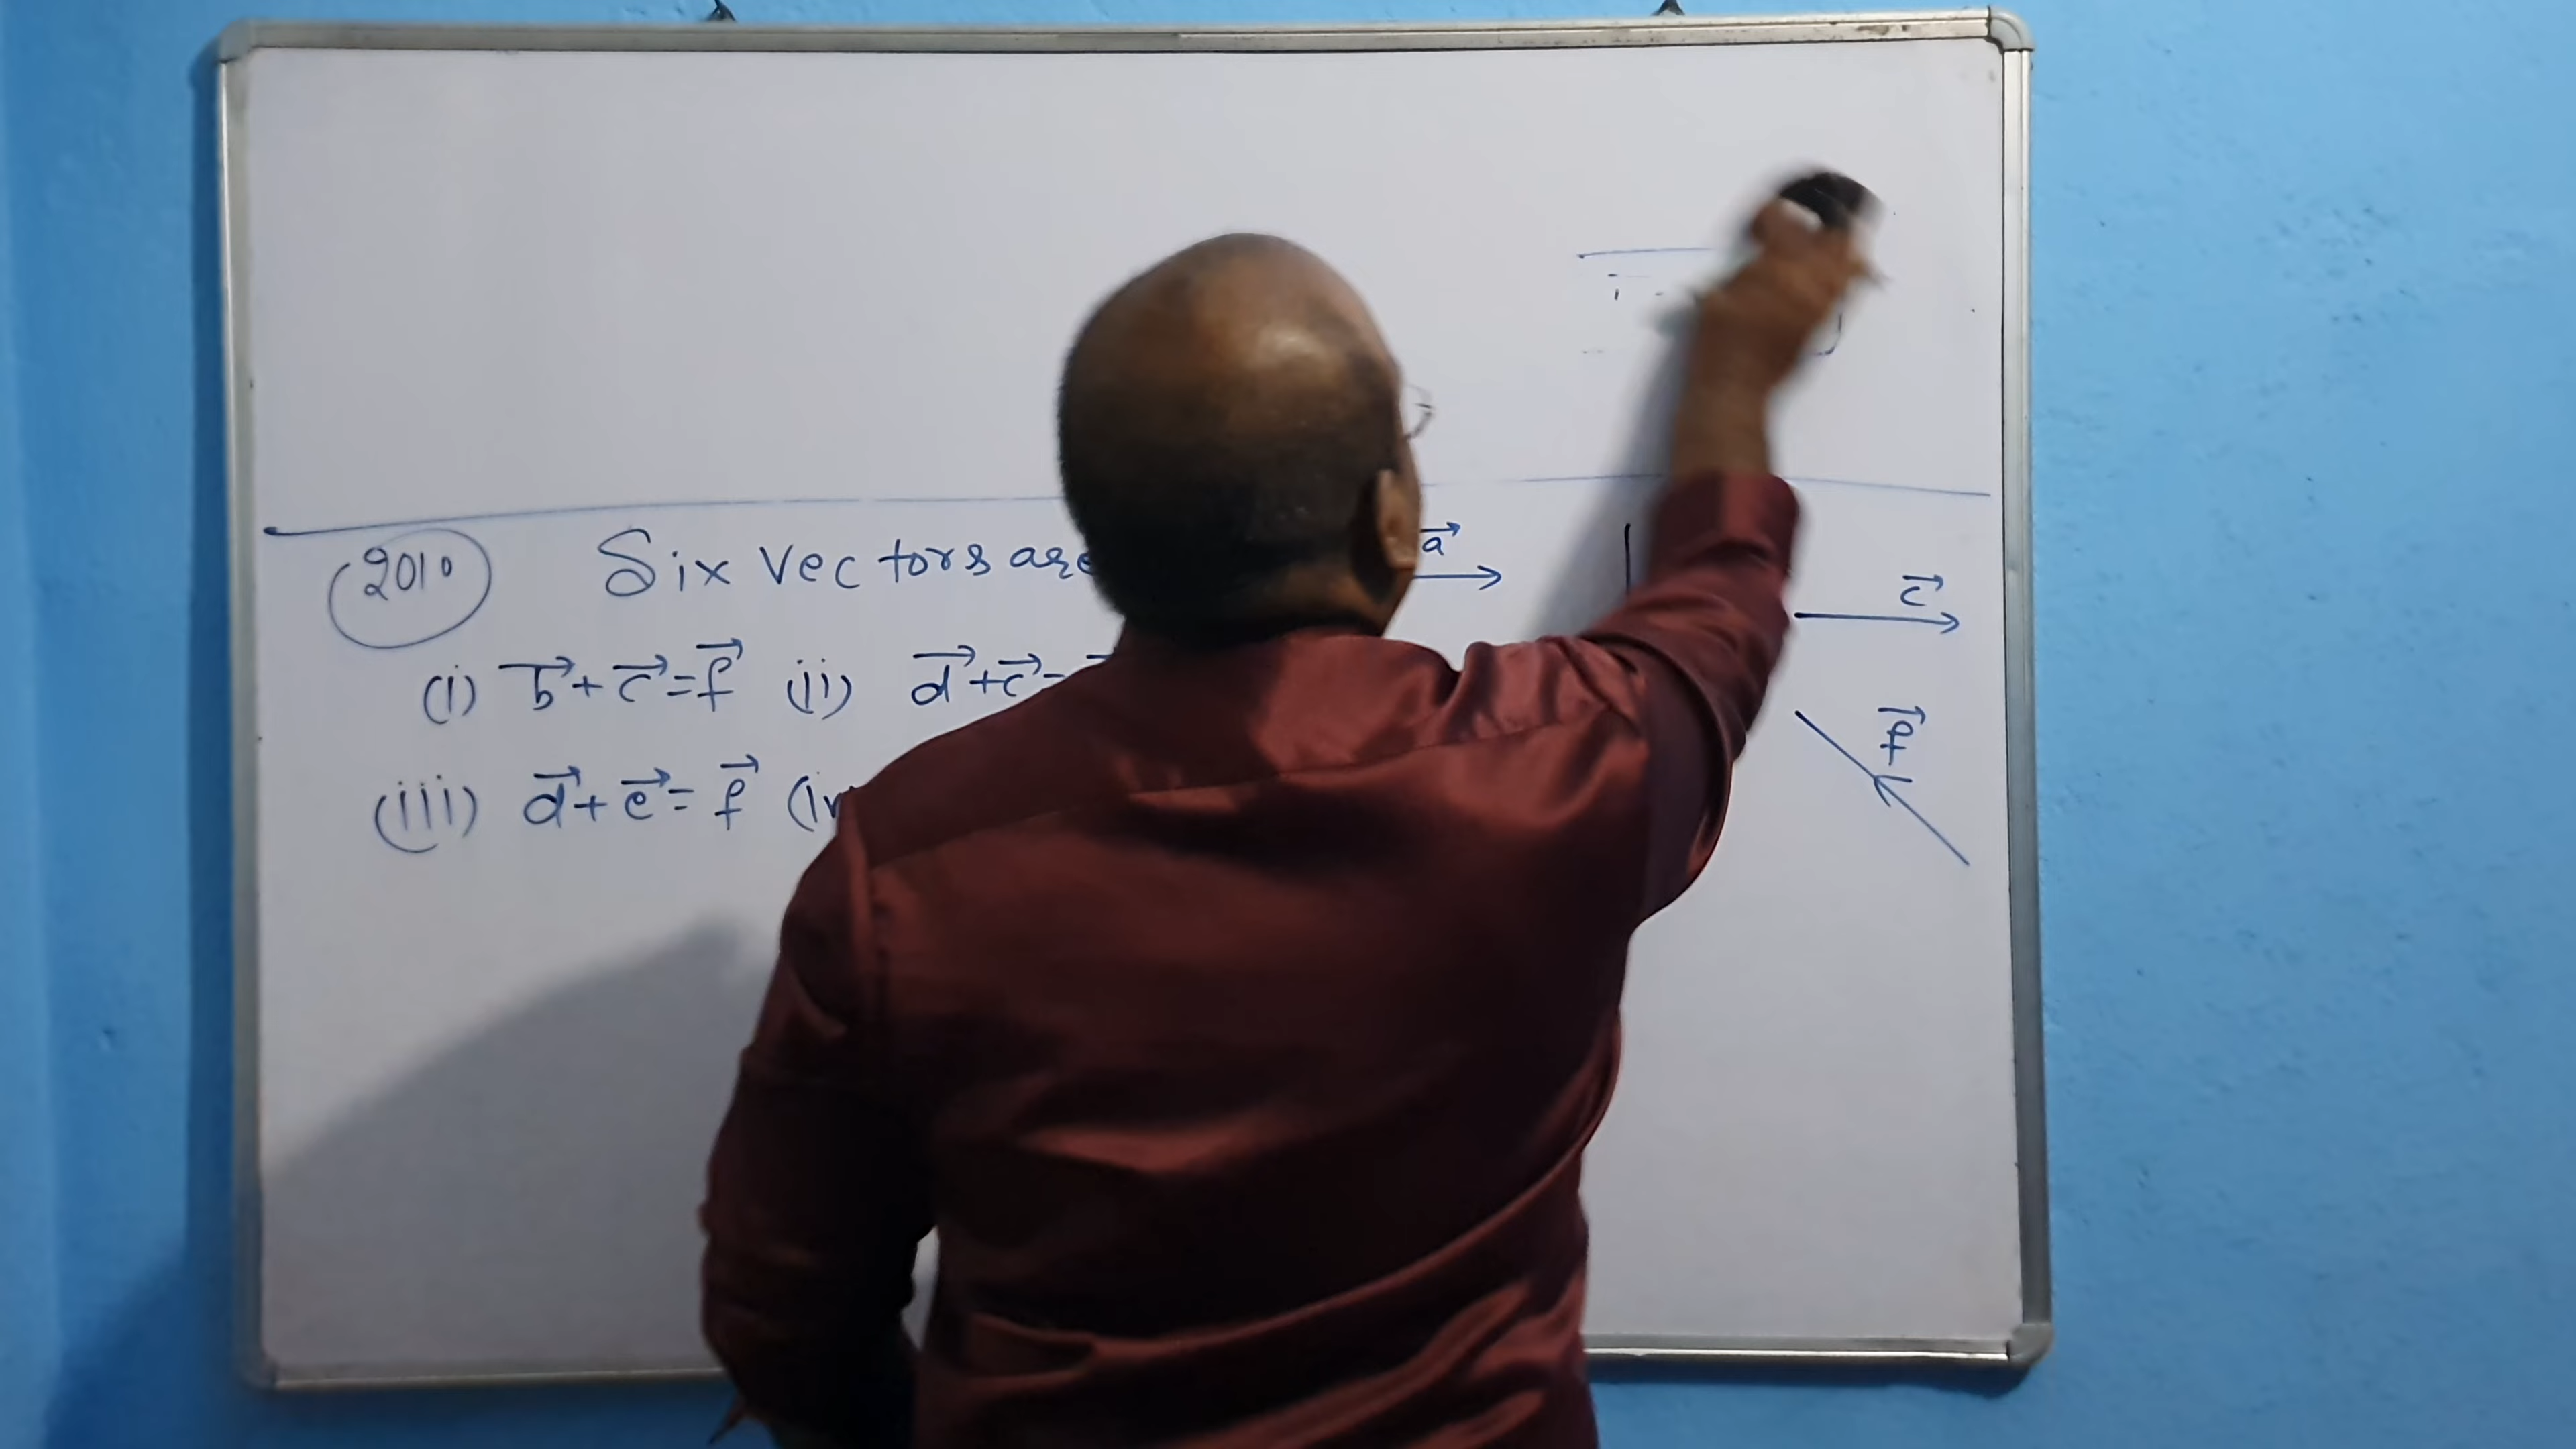 2010 Six vectors are a⃗
c⃗
(i) b⃗ + c⃗ = f⃗ (ii) d⃗ + c⃗ =
f⃗
(iii) d⃗ + e⃗ = f⃗